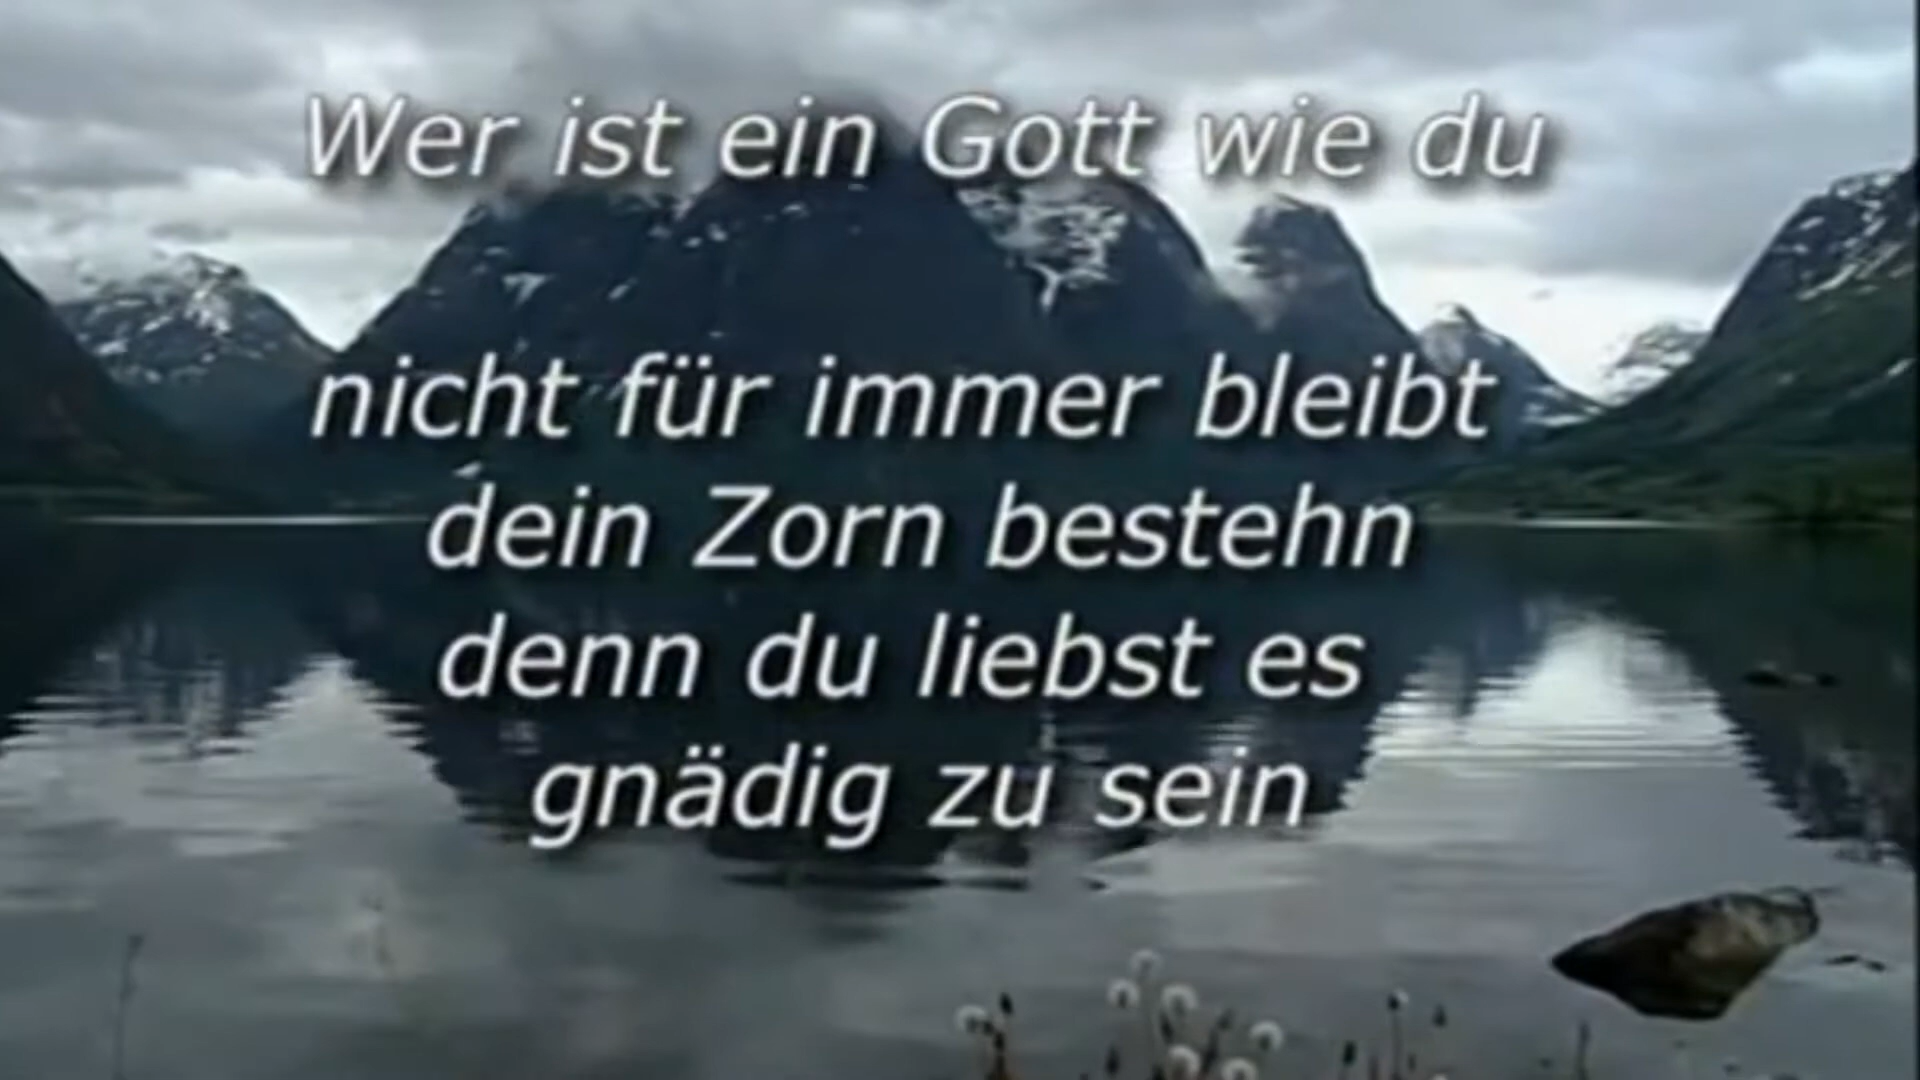 Wer ist ein Gott wie du
nicht für immer bleibt
dein Zorn bestehn
denn du liebst es
gnädig zu sein